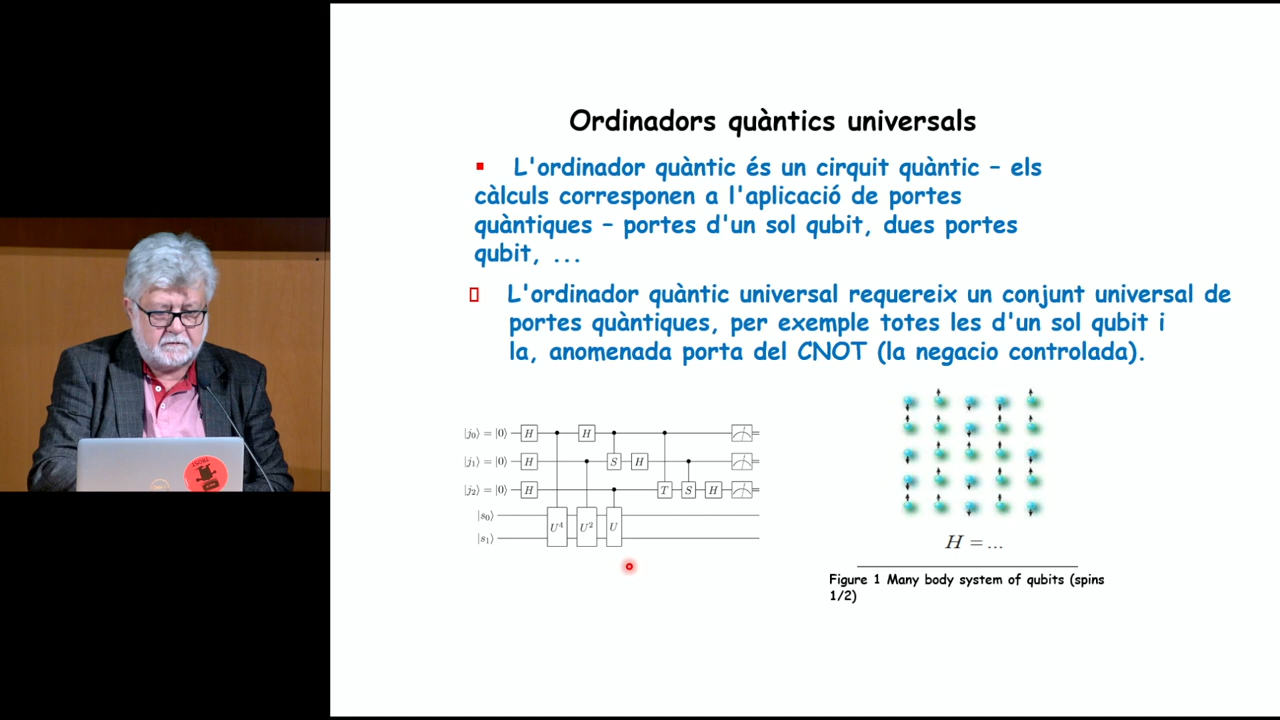 Ordinadors quàntics universals
L'ordinador quàntic és un cirquit quàntic – els
càlculs corresponen a l'aplicació de portes
quàntiques – portes d'un sol qubit, dues portes
qubit, ...
L'ordinador quàntic universal requereix un conjunt universal de
portes quàntiques, per exemple totes les d'un sol qubit i
la, anomenada porta del CNOT (la negacio controlada).
|j₀⟩ = |0⟩ H H
|j₁⟩ = |0⟩ H S H
|j₂⟩ = |0⟩ H T S H
|s₀⟩
U⁴ U² U
|s₁⟩
H = ...
Figure 1 Many body system of qubits (spins
1/2)